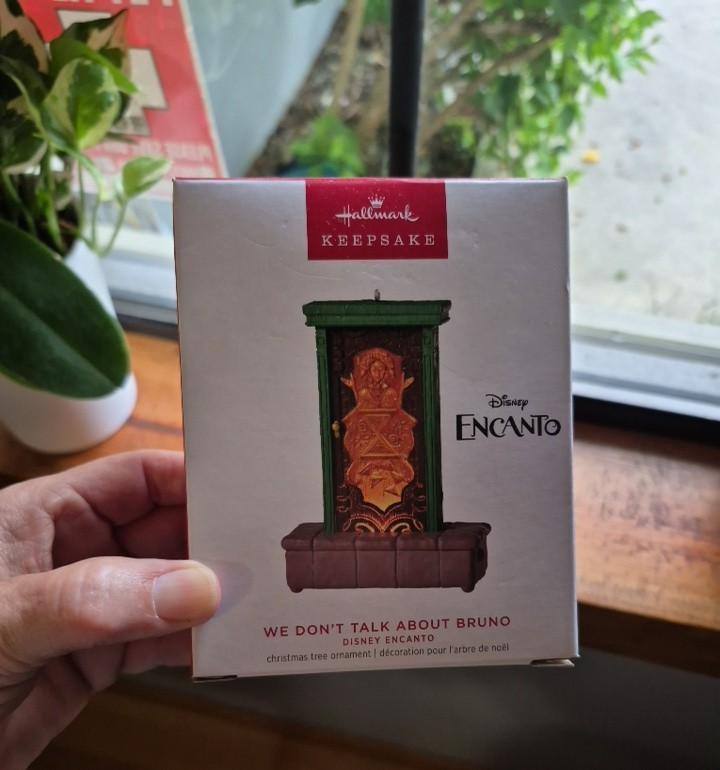 Hallmark
KEEPSAKE
Disney
ENCANTO
WE DON'T TALK ABOUT BRUNO
DISNEY ENCANTO
christmas tree ornament | décoration pour l'arbre de noël